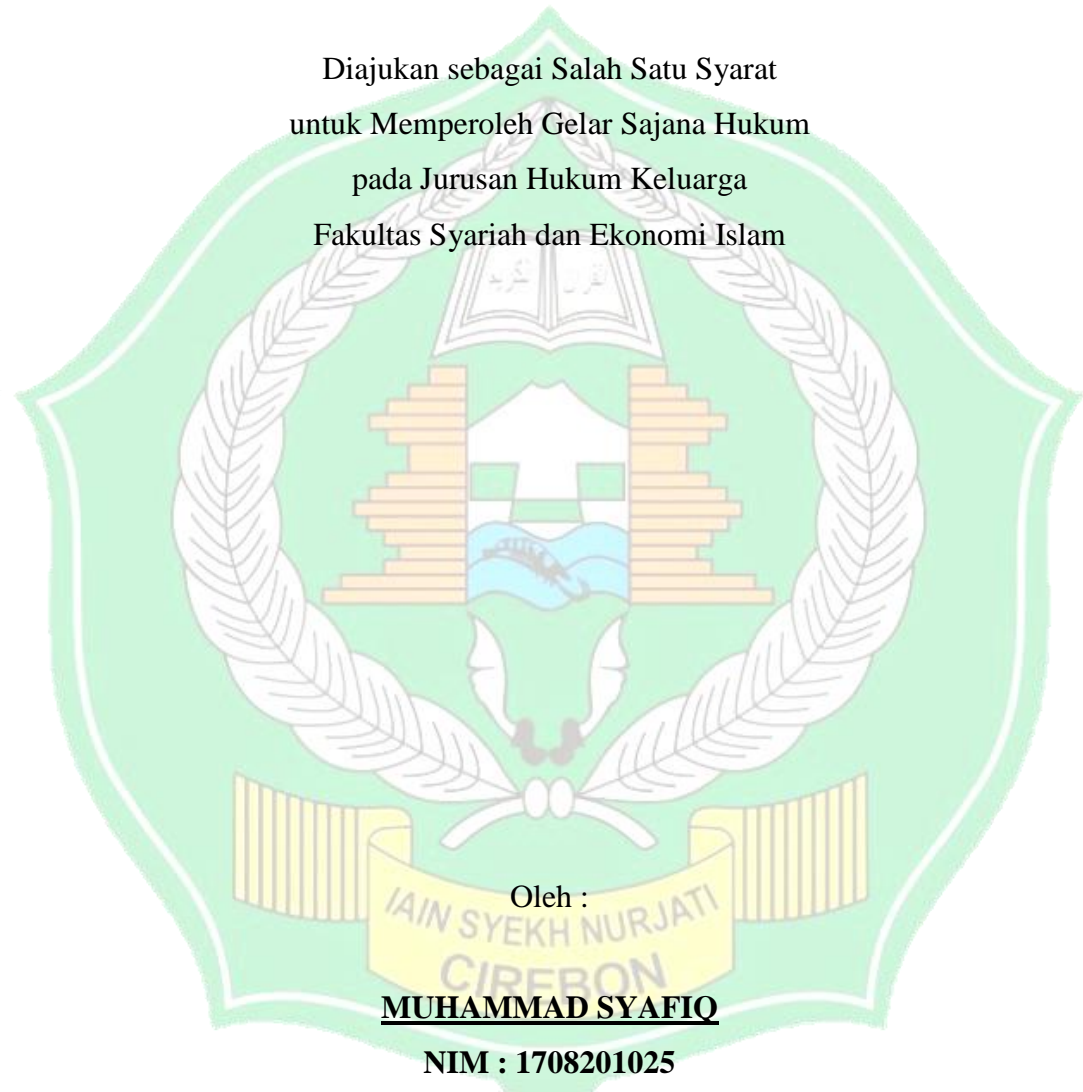 Diajukan sebagai Salah Satu Syarat
untuk Memperoleh Gelar Sajana Hukum
pada Jurusan Hukum Keluarga
Fakultas Syariah dan Ekonomi Islam
Oleh :
IAIN SYEKH NURJATI
CIREBON
MUHAMMAD SYAFIQ
NIM : 1708201025